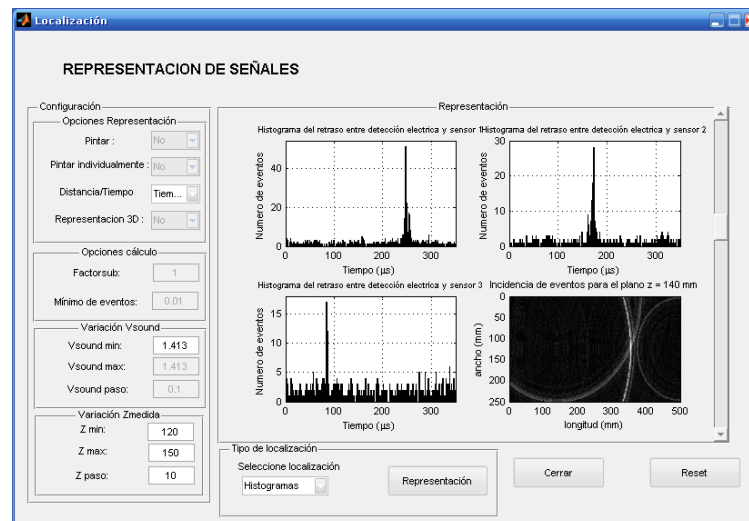 Localización
REPRESENTACION DE SEÑALES
Configuración
Opciones Representación
Pintar : No
Pintar individualmente : No
Distancia/Tiempo Tiem...
Representacion 3D : No
Opciones cálculo
Factorsub: 1
Mínimo de eventos: 0.01
Variación Vsound
Vsound min: 1.413
Vsound max: 1.413
Vsound paso: 0.1
Variación Zmedida
Z min: 120
Z max: 150
Z paso: 10
Representación
Histograma del retraso entre detección electrica y sensor 1
Numero de eventos
40
20
0
0 100 200 300
Tiempo (µs)
Histograma del retraso entre detección electrica y sensor 2
Numero de eventos
30
20
10
0
0 100 200 300
Tiempo (µs)
Histograma del retraso entre detección electrica y sensor 3
Numero de eventos
15
10
5
0
0 100 200 300
Tiempo (µs)
Incidencia de eventos para el plano z = 140 mm
ancho (mm)
0
50
100
150
200
250
0 100 200 300 400 500
longitud (mm)
Tipo de localización
Seleccione localización
Histogramas
Representación
Cerrar
Reset